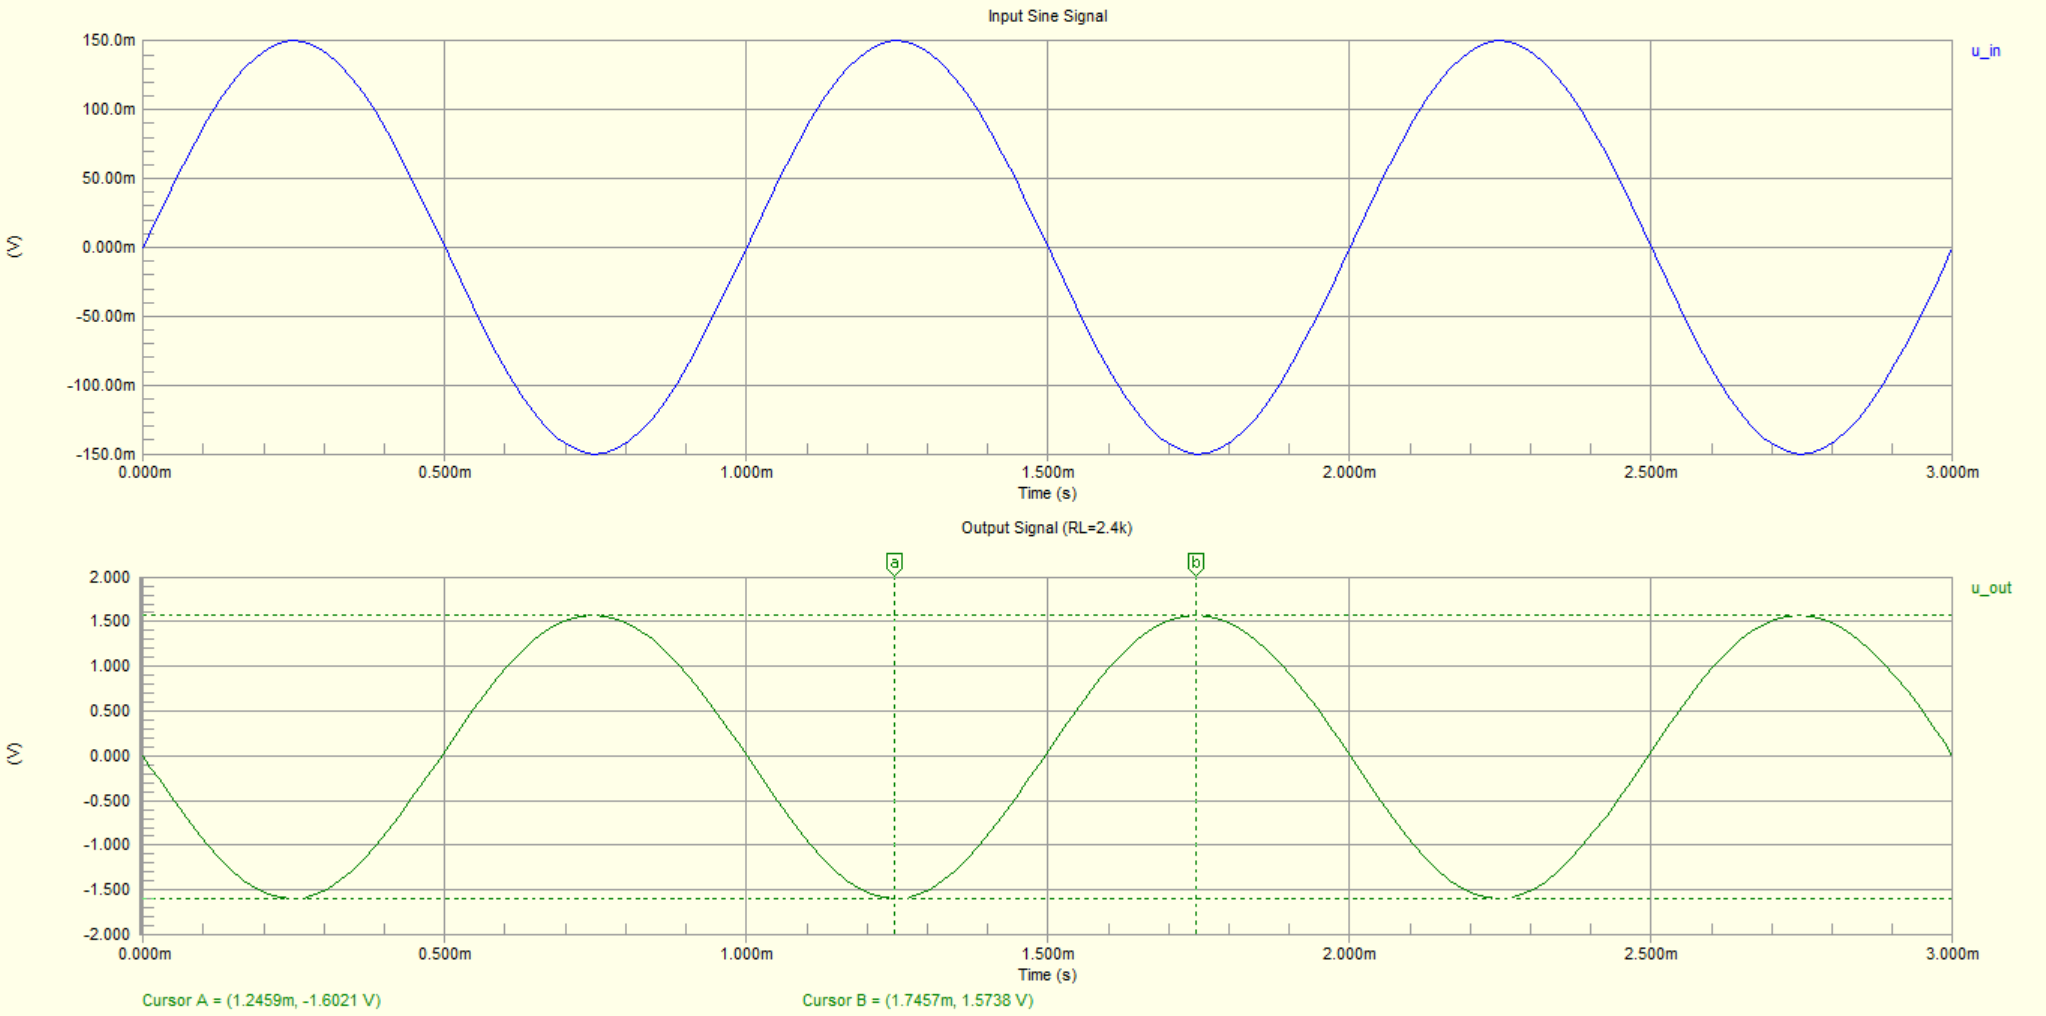 Input Sine Signal
u_in
150.0m
100.0m
50.00m
0.000m
-50.00m
-100.00m
-150.0m
(V)
0.000m 0.500m 1.000m 1.500m 2.000m 2.500m 3.000m
Time (s)
Output Signal (RL=2.4k)
a b
u_out
2.000
1.500
1.000
0.500
0.000
-0.500
-1.000
-1.500
-2.000
(V)
0.000m 0.500m 1.000m 1.500m 2.000m 2.500m 3.000m
Time (s)
Cursor A = (1.2459m, -1.6021 V) Cursor B = (1.7457m, 1.5738 V)